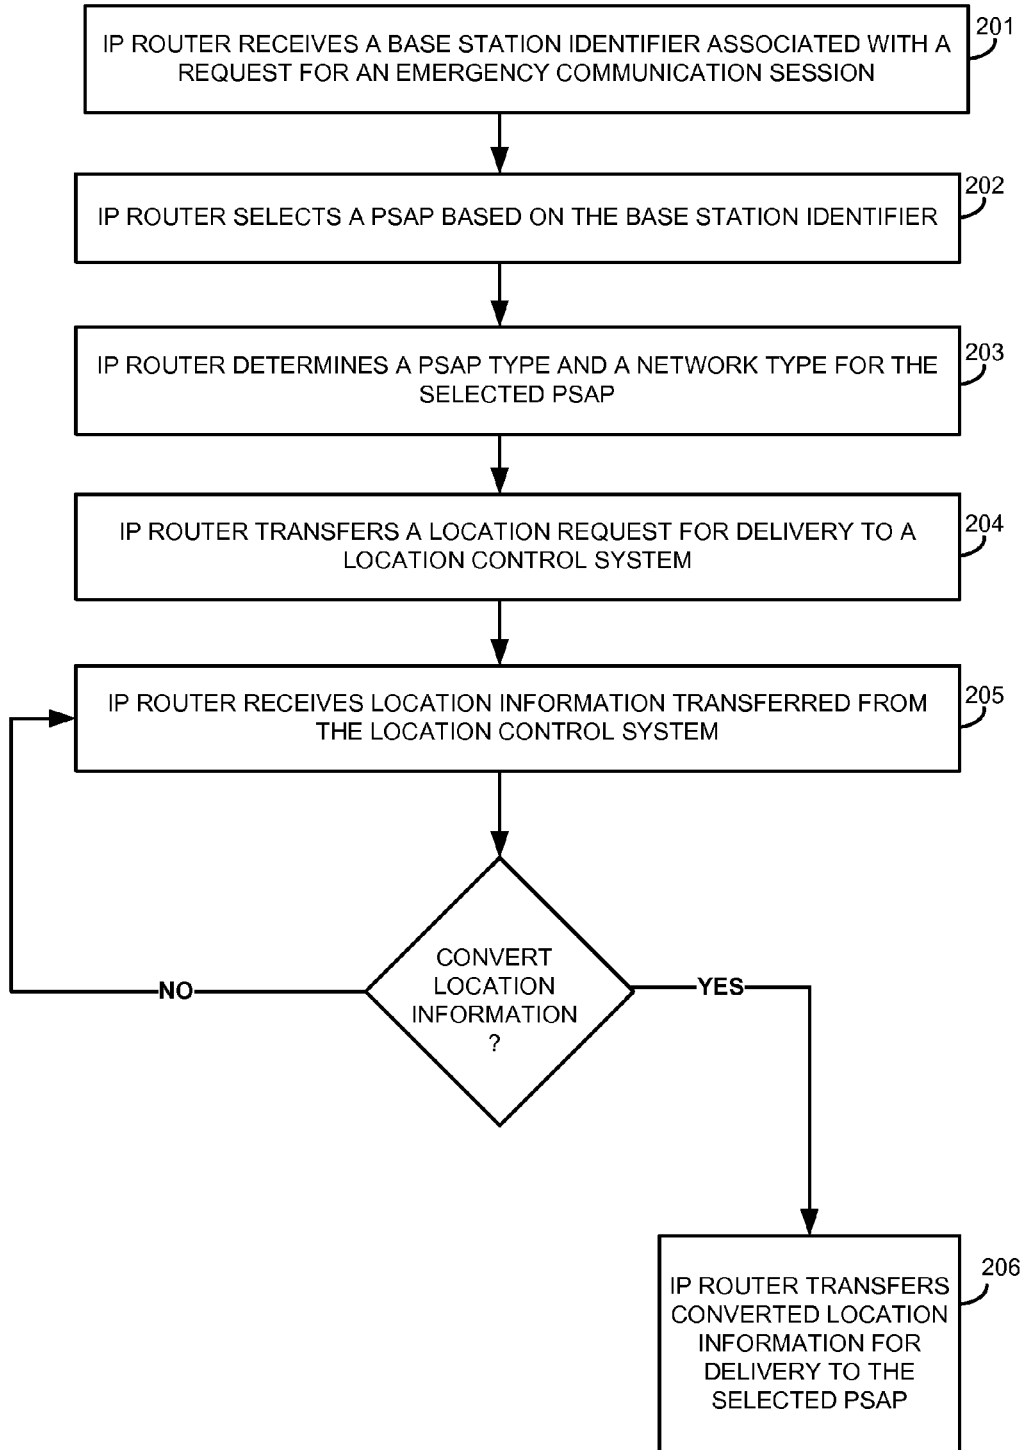 IP ROUTER RECEIVES A BASE STATION IDENTIFIER ASSOCIATED WITH A
REQUEST FOR AN EMERGENCY COMMUNICATION SESSION
201
IP ROUTER SELECTS A PSAP BASED ON THE BASE STATION IDENTIFIER
202
IP ROUTER DETERMINES A PSAP TYPE AND A NETWORK TYPE FOR THE
SELECTED PSAP
203
IP ROUTER TRANSFERS A LOCATION REQUEST FOR DELIVERY TO A
LOCATION CONTROL SYSTEM
204
IP ROUTER RECEIVES LOCATION INFORMATION TRANSFERRED FROM
THE LOCATION CONTROL SYSTEM
205
CONVERT
LOCATION
INFORMATION
?
NO
YES
IP ROUTER TRANSFERS
CONVERTED LOCATION
INFORMATION FOR
DELIVERY TO THE
SELECTED PSAP
206